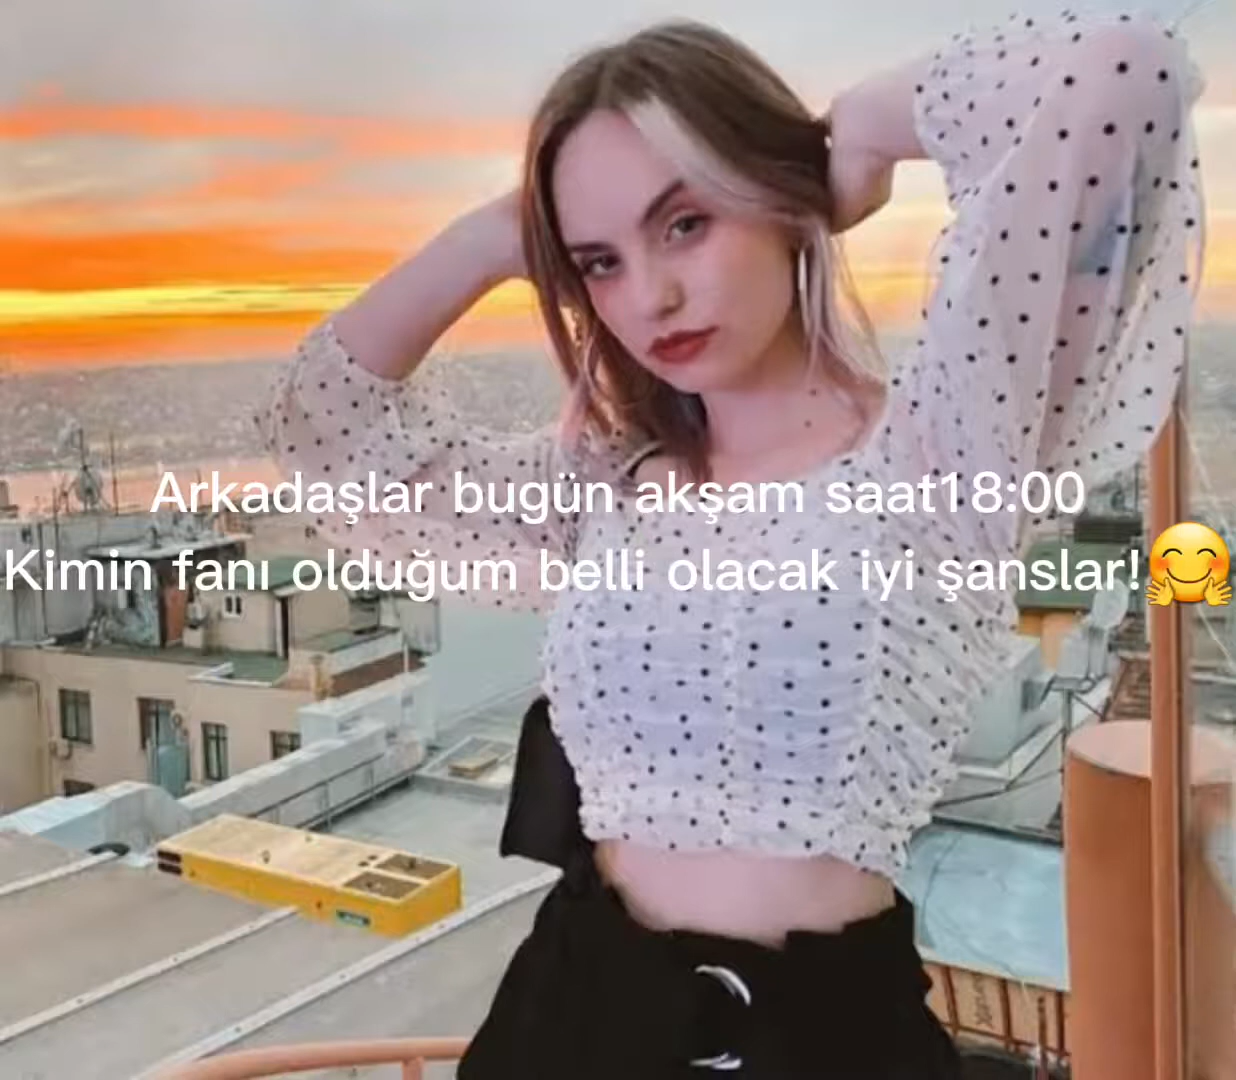 Arkadaşlar bugün akşam saat18:00
Kimin fanı olduğum belli olacak iyi şanslar!🤗